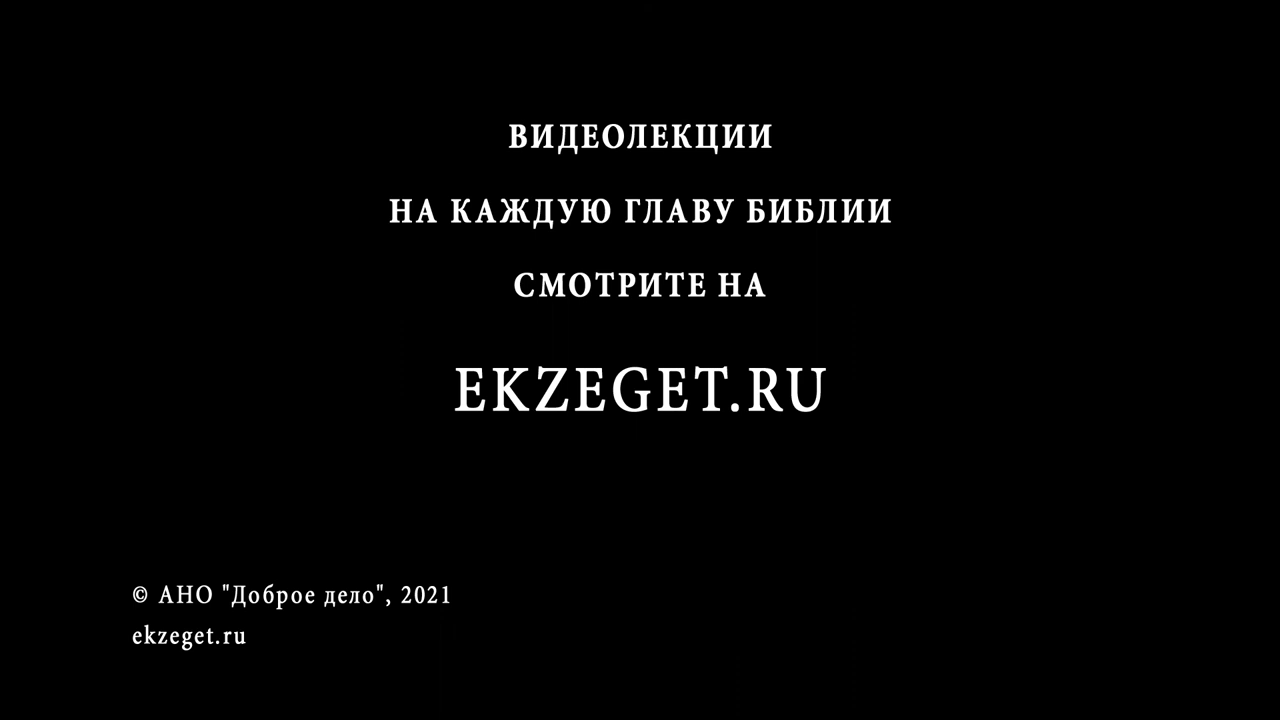 ВИДЕОЛЕКЦИИ
НА КАЖДУЮ ГЛАВУ БИБЛИИ
СМОТРИТЕ НА
EKZEGET.RU
© АНО "Доброе дело", 2021
ekzeget.ru